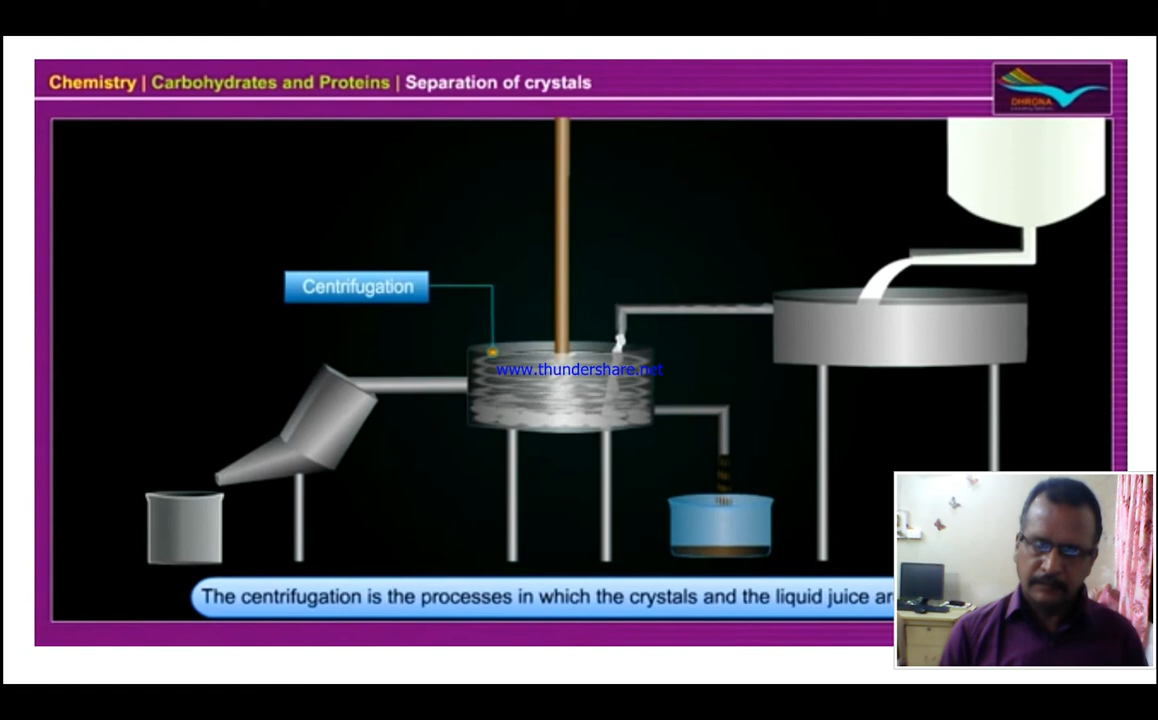 Chemistry | Carbohydrates and Proteins | Separation of crystals
DHRONA
Centrifugation
www.thundershare.net
The centrifugation is the processes in which the crystals and the liquid juice